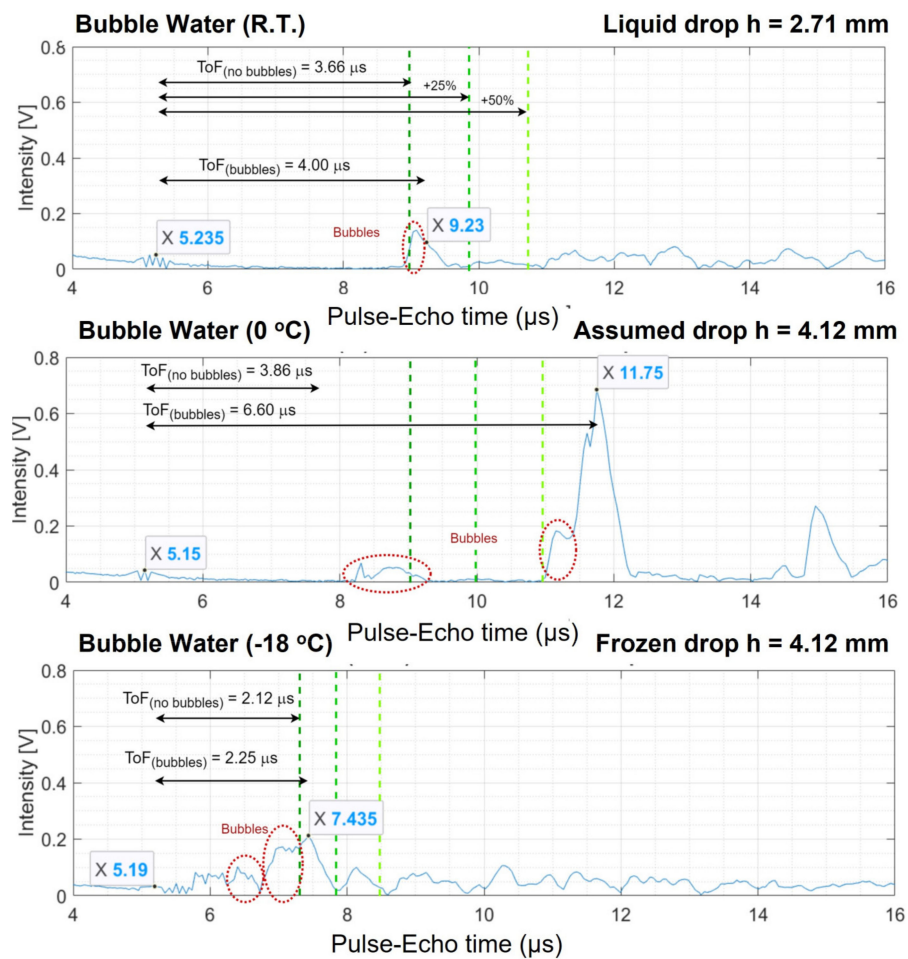 Bubble Water (R.T.) Liquid drop h = 2.71 mm
0.8
ToF(no bubbles) = 3.66 μs
+25%
0.6
+50%
Intensity [V]
0.4
ToF(bubbles) = 4.00 μs
0.2
Bubbles
X 9.23
X 5.235
0
4 6 8 10 12 14 16
Pulse-Echo time (μs)
Bubble Water (0 oC) Assumed drop h = 4.12 mm
0.8
ToF(no bubbles) = 3.86 μs
X 11.75
ToF(bubbles) = 6.60 μs
0.6
Intensity [V]
0.4
0.2
Bubbles
X 5.15
0
4 6 8 10 12 14 16
Pulse-Echo time (μs)
Bubble Water (-18 oC) Frozen drop h = 4.12 mm
0.8
ToF(no bubbles) = 2.12 μs
0.6
Intensity [V]
ToF(bubbles) = 2.25 μs
0.4
X 7.435
Bubbles
0.2
X 5.19
0
4 6 8 10 12 14 16
Pulse-Echo time (μs)